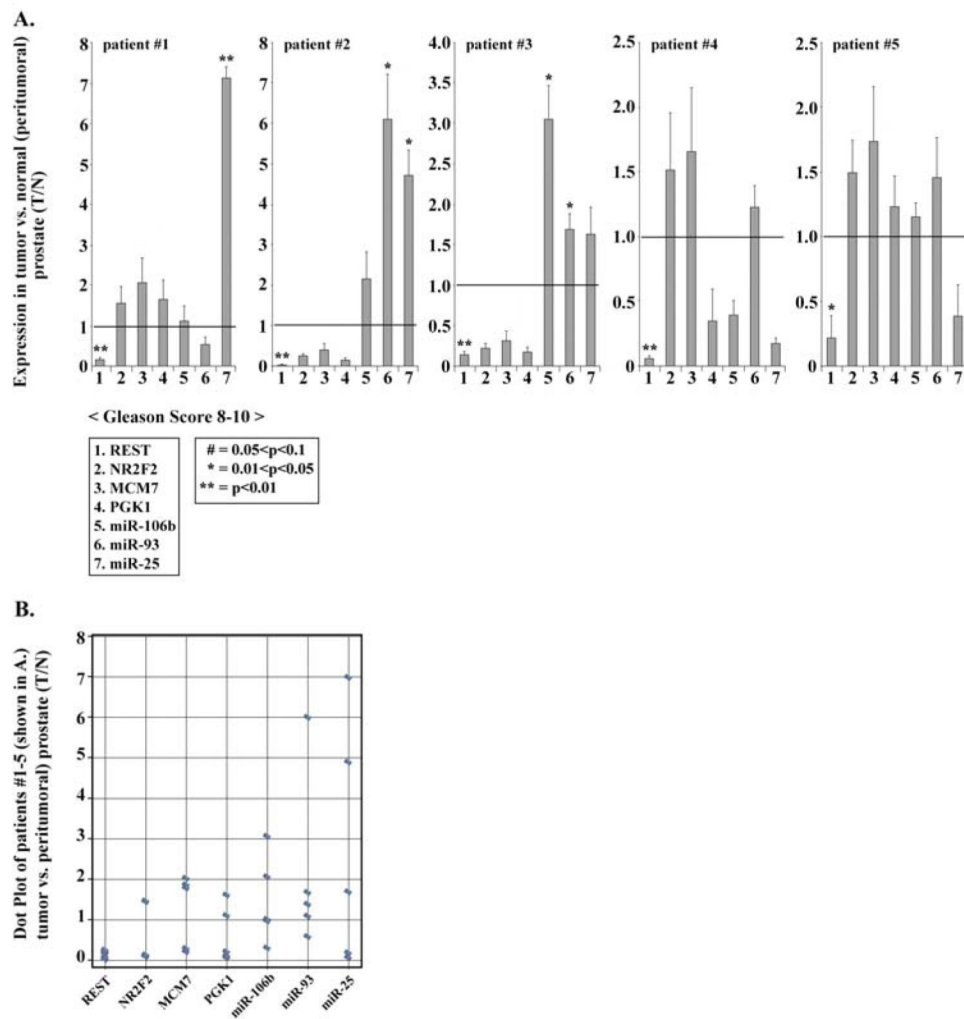 A.
Expression in tumor vs. normal (peritumoral)
prostate (T/N)
patient #1
8
7
6
5
4
3
2
1
0
**
**
1 2 3 4 5 6 7
patient #2
8
7
6
5
4
3
2
1
0
**
*
*
1 2 3 4 5 6 7
patient #3
4.0
3.5
3.0
2.5
2.0
1.5
1.0
0.5
0
**
*
*
1 2 3 4 5 6 7
patient #4
2.5
2.0
1.5
1.0
0.5
0
**
1 2 3 4 5 6 7
patient #5
2.5
2.0
1.5
1.0
0.5
0
*
1 2 3 4 5 6 7
< Gleason Score 8-10 >
1. REST
2. NR2F2
3. MCM7
4. PGK1
5. miR-106b
6. miR-93
7. miR-25
# = 0.05<p<0.1
* = 0.01<p<0.05
** = p<0.01
B.
Dot Plot of patients #1-5 (shown in A.)
tumor vs. peritumoral) prostate (T/N)
8
7
6
5
4
3
2
1
0
REST
NR2F2
MCM7
PGK1
miR-106b
miR-93
miR-25